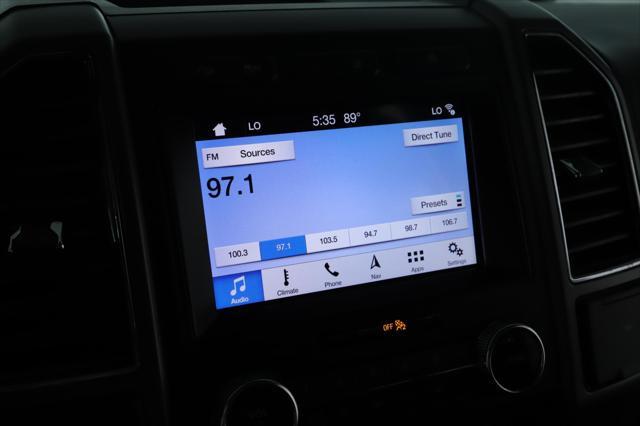 LO 5:35 89° LO
FM Sources Direct Tune
97.1
Presets
100.3 97.1 103.5 94.7 98.7 106.7
Audio Climate Phone Nav Apps Settings
OFF
VOL